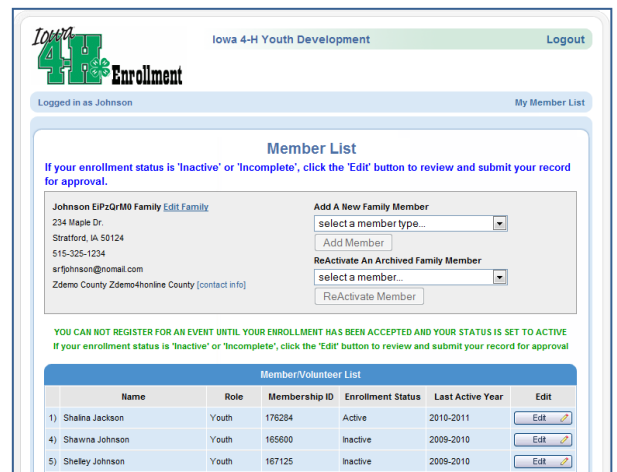 Iowa
4-H
Enrollment
Iowa 4-H Youth Development
Logout
Logged in as Johnson
My Member List
Member List
If your enrollment status is 'Inactive' or 'Incomplete', click the 'Edit' button to review and submit your record
for approval.
Johnson EiPzQrM0 Family Edit Family
234 Maple Dr.
Stratford, IA 50124
515-325-1234
srfjohnson@nomail.com
Zdemo County Zdemo4honline County [contact info]
Add A New Family Member
select a member type...
Add Member
ReActivate An Archived Family Member
select a member...
ReActivate Member
YOU CAN NOT REGISTER FOR AN EVENT UNTIL YOUR ENROLLMENT HAS BEEN ACCEPTED AND YOUR STATUS IS SET TO ACTIVE
If your enrollment status is 'Inactive' or 'Incomplete', click the 'Edit' button to review and submit your record for approval
Member/Volunteer List
Name Role Membership ID Enrollment Status Last Active Year Edit
1) Shalina Jackson Youth 176284 Active 2010-2011 Edit
4) Shawna Johnson Youth 165600 Inactive 2009-2010 Edit
5) Shelley Johnson Youth 167125 Inactive 2009-2010 Edit